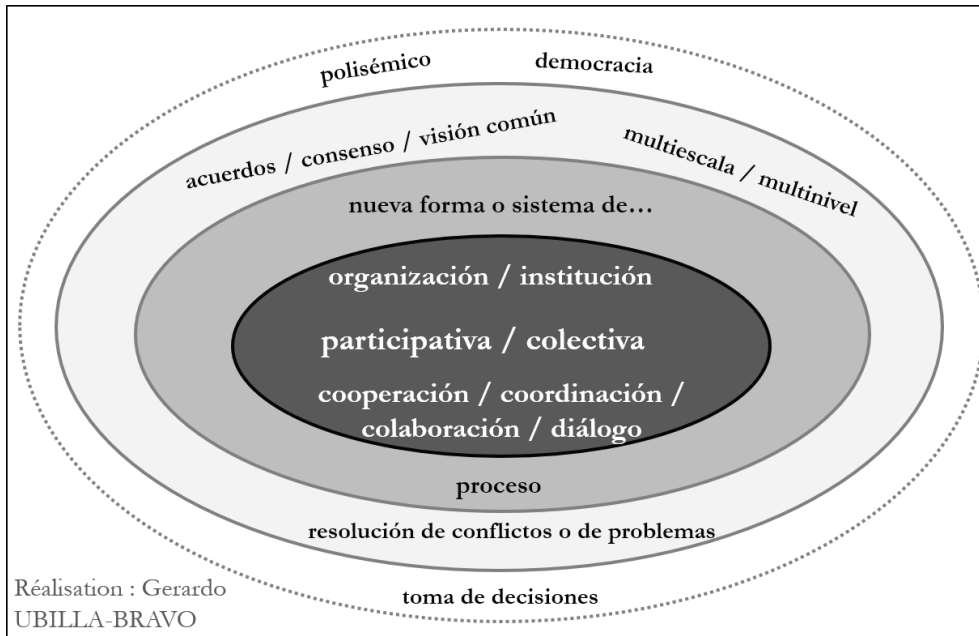 polisémico
democracia
acuerdos / consenso / visión común
multiescala / multinivel
nueva forma o sistema de...
organización / institución
participativa / colectiva
cooperación / coordinación /
colaboración / diálogo
proceso
resolución de conflictos o de problemas
toma de decisiones
Réalisation : Gerardo
UBILLA-BRAVO